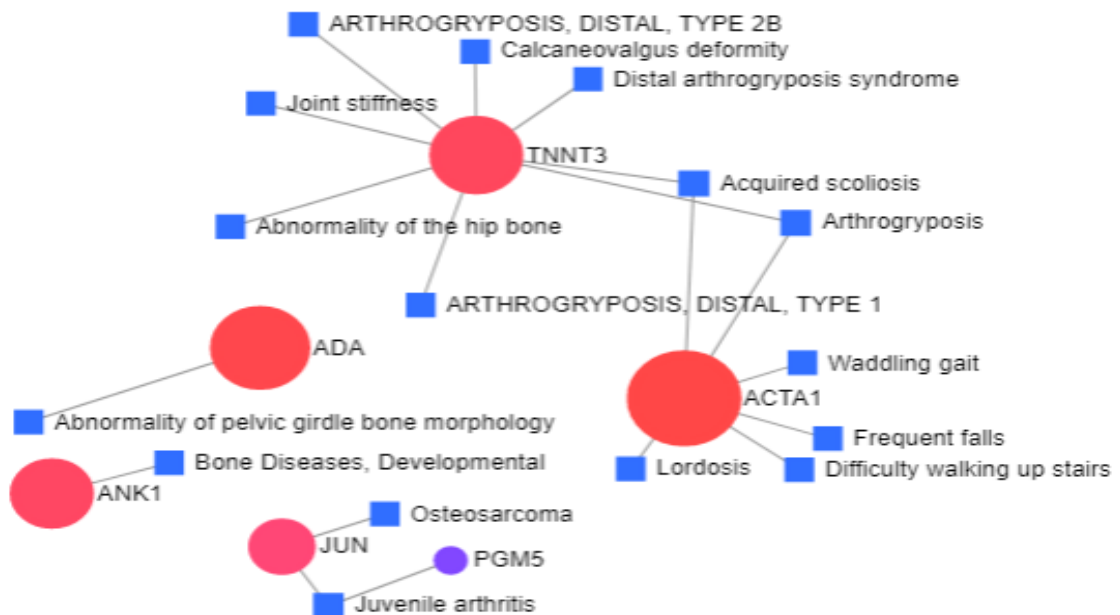 ARTHROGRYPOSIS, DISTAL, TYPE 2B
Calcaneovalgus deformity
Distal arthrogryposis syndrome
Joint stiffness
TNNT3
Acquired scoliosis
Arthrogryposis
Abnormality of the hip bone
ARTHROGRYPOSIS, DISTAL, TYPE 1
ADA
Waddling gait
ACTA1
Abnormality of pelvic girdle bone morphology
Frequent falls
Bone Diseases, Developmental
Lordosis
Difficulty walking up stairs
ANK1
Osteosarcoma
JUN
PGM5
Juvenile arthritis